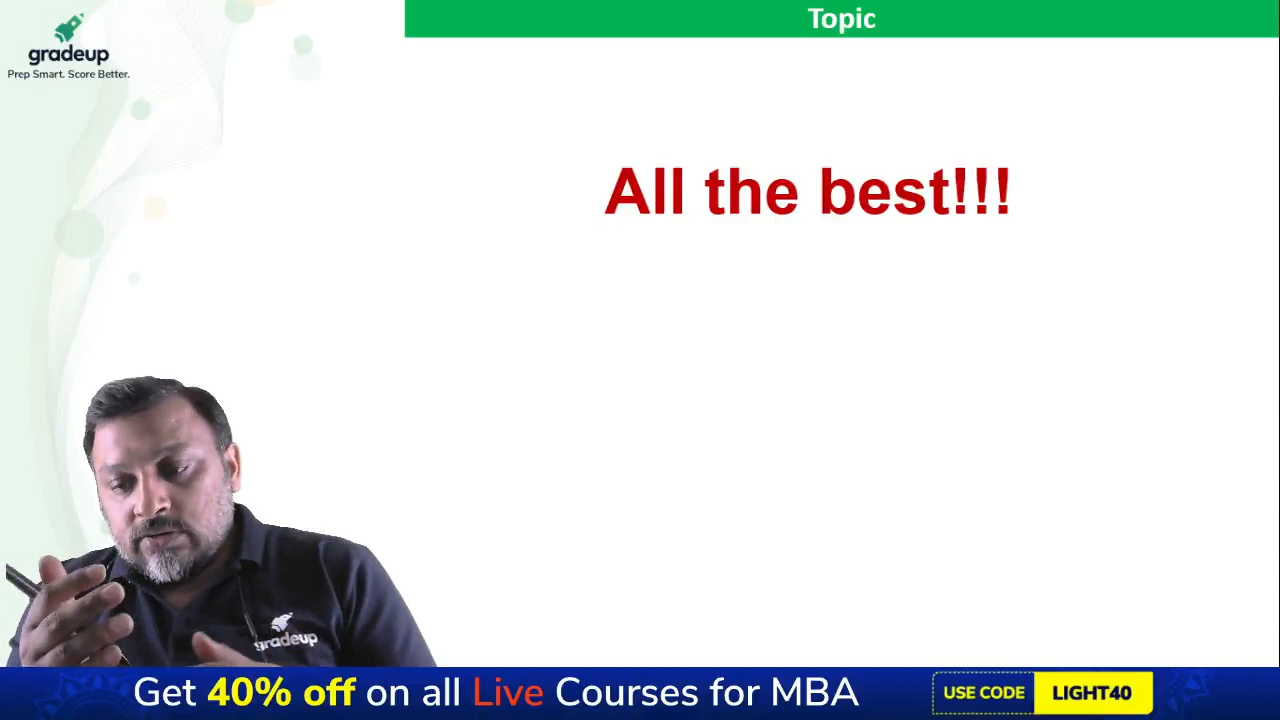 gradeup
Prep Smart. Score Better.
Topic
All the best!!!
gradeup
Get 40% off on all Live Courses for MBA
USE CODE LIGHT40